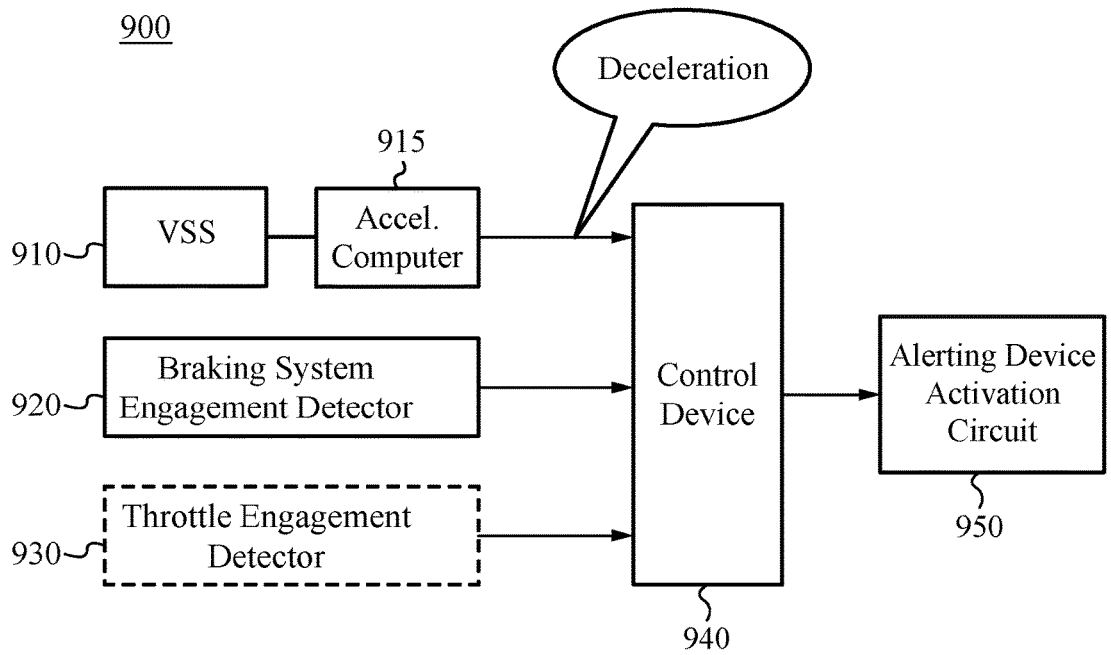 900
Deceleration
915
VSS
Accel.
Computer
910
Braking System
Engagement Detector
920
Throttle Engagement
Detector
930
Control
Device
940
Alerting Device
Activation
Circuit
950